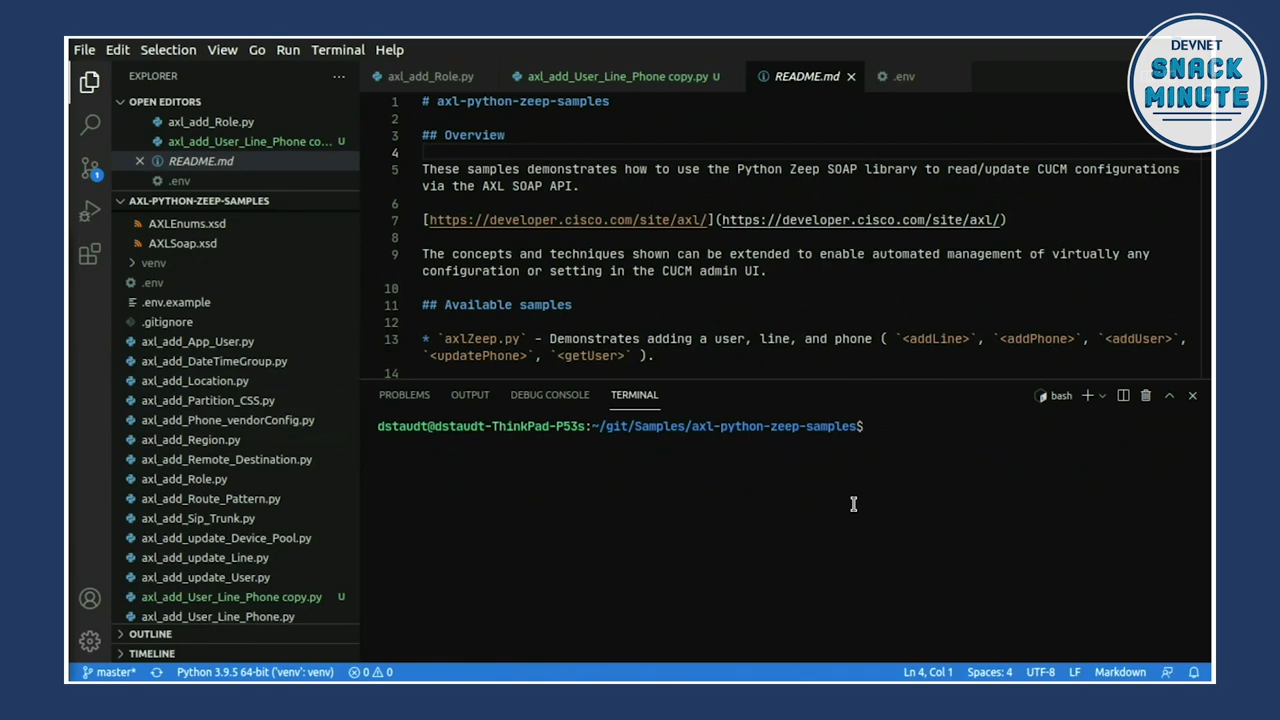 DEVNET
SNACK
MINUTE
File Edit Selection View Go Run Terminal Help
EXPLORER ...
OPEN EDITORS
axl_add_Role.py
axl_add_User_Line_Phone co... U
README.md
.env
AXL-PYTHON-ZEEP-SAMPLES
AXLEnums.xsd
AXLSoap.xsd
venv
.env
.env.example
.gitignore
axl_add_App_User.py
axl_add_DateTimeGroup.py
axl_add_Location.py
axl_add_Partition_CSS.py
axl_add_Phone_vendorConfig.py
axl_add_Region.py
axl_add_Remote_Destination.py
axl_add_Role.py
axl_add_Route_Pattern.py
axl_add_Sip_Trunk.py
axl_add_update_Device_Pool.py
axl_add_update_Line.py
axl_add_update_User.py
axl_add_User_Line_Phone copy.py U
axl_add_User_Line_Phone.py
OUTLINE
TIMELINE
1
axl_add_Role.py axl_add_User_Line_Phone copy.py U README.md .env
1 # axl-python-zeep-samples
2
3 ## Overview
4
5 These samples demonstrates how to use the Python Zeep SOAP library to read/update CUCM configurations
via the AXL SOAP API.
6
7 [https://developer.cisco.com/site/axl/](https://developer.cisco.com/site/axl/)
8
9 The concepts and techniques shown can be extended to enable automated management of virtually any
configuration or setting in the CUCM admin UI.
10
11 ## Available samples
12
13 * `axlZeep.py` - Demonstrates adding a user, line, and phone ( `<addLine>`, `<addPhone>`, `<addUser>`,
`<updatePhone>`, `<getUser>` ).
14
PROBLEMS OUTPUT DEBUG CONSOLE TERMINAL bash
dstaudt@dstaudt-ThinkPad-P53s:~/git/Samples/axl-python-zeep-samples$
master* Python 3.9.5 64-bit ('venv': venv) 0 0 Ln 4, Col 1 Spaces: 4 UTF-8 LF Markdown